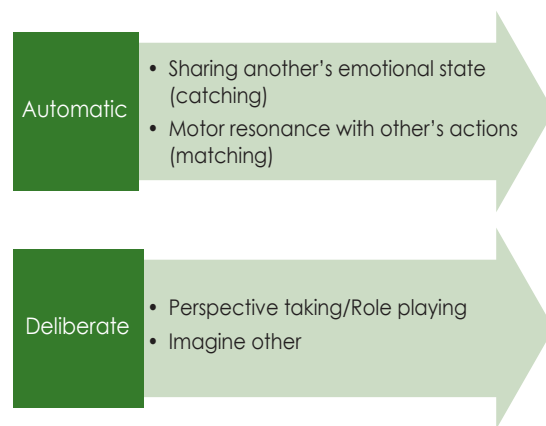 Automatic
• Sharing another’s emotional state
(catching)
• Motor resonance with other’s actions
(matching)
Deliberate
• Perspective taking/Role playing
• Imagine other